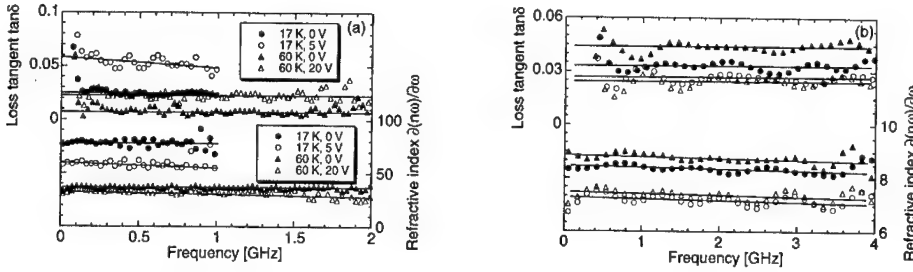 (a)
Loss tangent tanδ
0.1
0.05
0
17 K, 0 V
17 K, 5 V
60 K, 0 V
60 K, 20 V
17 K, 0 V
17 K, 5 V
60 K, 0 V
60 K, 20 V
100
50
0
Refractive index ∂(nω)/∂ω
0 0.5 1 1.5 2
Frequency [GHz]
(b)
Loss tangent tanδ
0.06
0.03
0
10
8
6
Refractive index ∂(nω)/∂ω
0 1 2 3 4
Frequency [GHz]